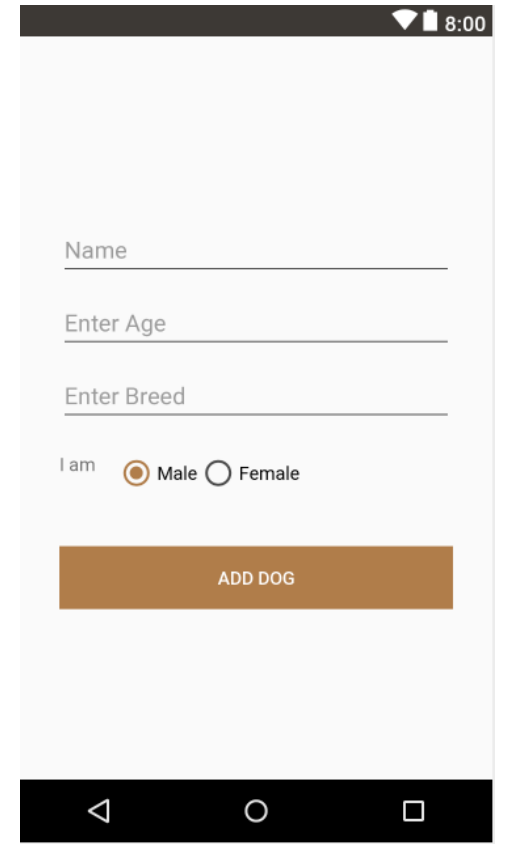 8:00
Name
Enter Age
Enter Breed
I am Male Female
ADD DOG